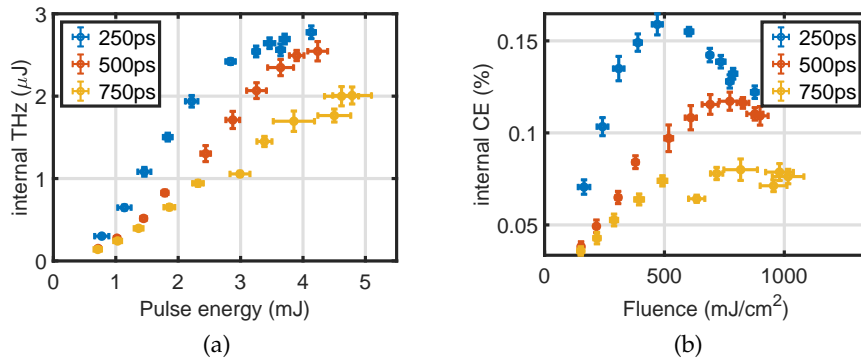 250ps
500ps
750ps
internal THz (μJ)
3
2
1
0
0 1 2 3 4 5
Pulse energy (mJ)
(a)
250ps
500ps
750ps
internal CE (%)
0.15
0.1
0.05
0 500 1000
Fluence (mJ/cm²)
(b)